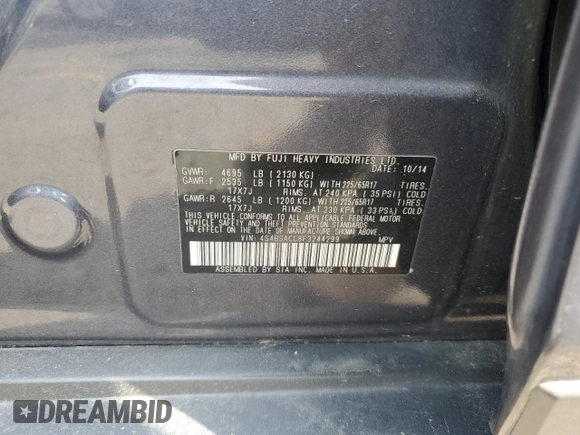 MFD BY FUJI HEAVY INDUSTRIES LTD.
GVWR: 4695 LB ( 2130 KG) DATE: 10/14
GAWR:F 2535 LB ( 1150 KG) WITH 225/65R17 TIRES.
17X7J RIMS. AT 240 KPA ( 35 PSI) COLD
GAWR:R 2645 LB ( 1200 KG) WITH 225/65R17 TIRES.
17X7J RIMS. AT 230 KPA ( 33 PSI) COLD
THIS VEHICLE CONFORMS TO ALL APPLICABLE FEDERAL MOTOR
VEHICLE SAFETY AND THEFT PREVENTION STANDARDS
IN EFFECT ON THE DATE OF MANUFACTURE SHOWN ABOVE.
VIN: 4S4BSACC8F3244299 MPV
ASSEMBLED BY SIA INC. MADE IN U.S.A.
DREAMBID